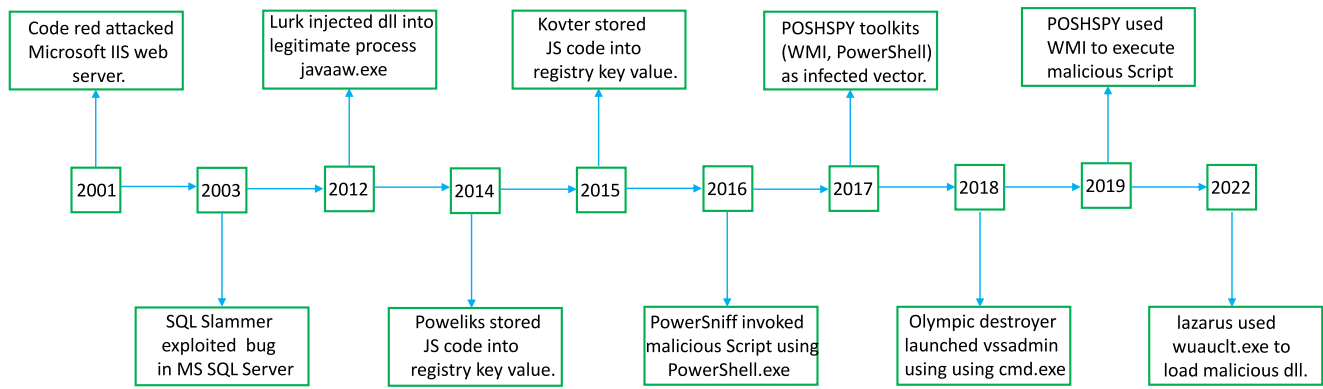 Code red attacked
Microsoft IIS web
server.
Lurk injected dll into
legitimate process
javaaw.exe
Kovter stored
JS code into
registry key value.
POSHSPY toolkits
(WMI, PowerShell)
as infected vector.
POSHSPY used
WMI to execute
malicious Script
2001
2003
2012
2014
2015
2016
2017
2018
2019
2022
SQL Slammer
exploited bug
in MS SQL Server
Poweliks stored
JS code into
registry key value.
PowerSniff invoked
malicious Script using
PowerShell.exe
Olympic destroyer
launched vssadmin
using using cmd.exe
lazarus used
wuauclt.exe to
load malicious dll.